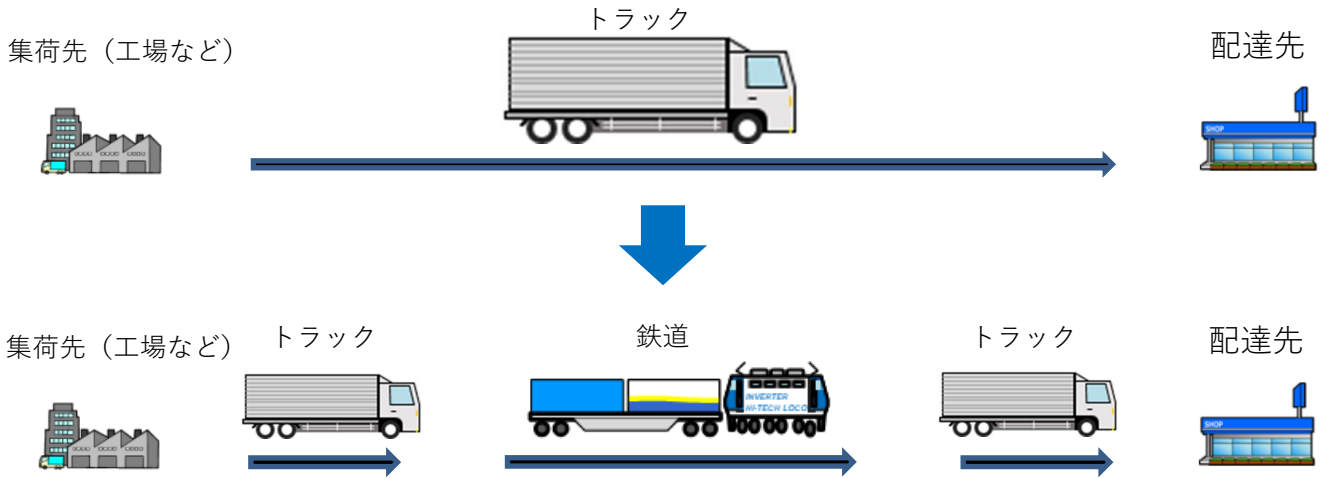 トラック
集荷先（工場など）
配達先
SHOP
集荷先（工場など）
トラック
鉄道
トラック
配達先
INVERTER
HI-TECH LOCO
SHOP